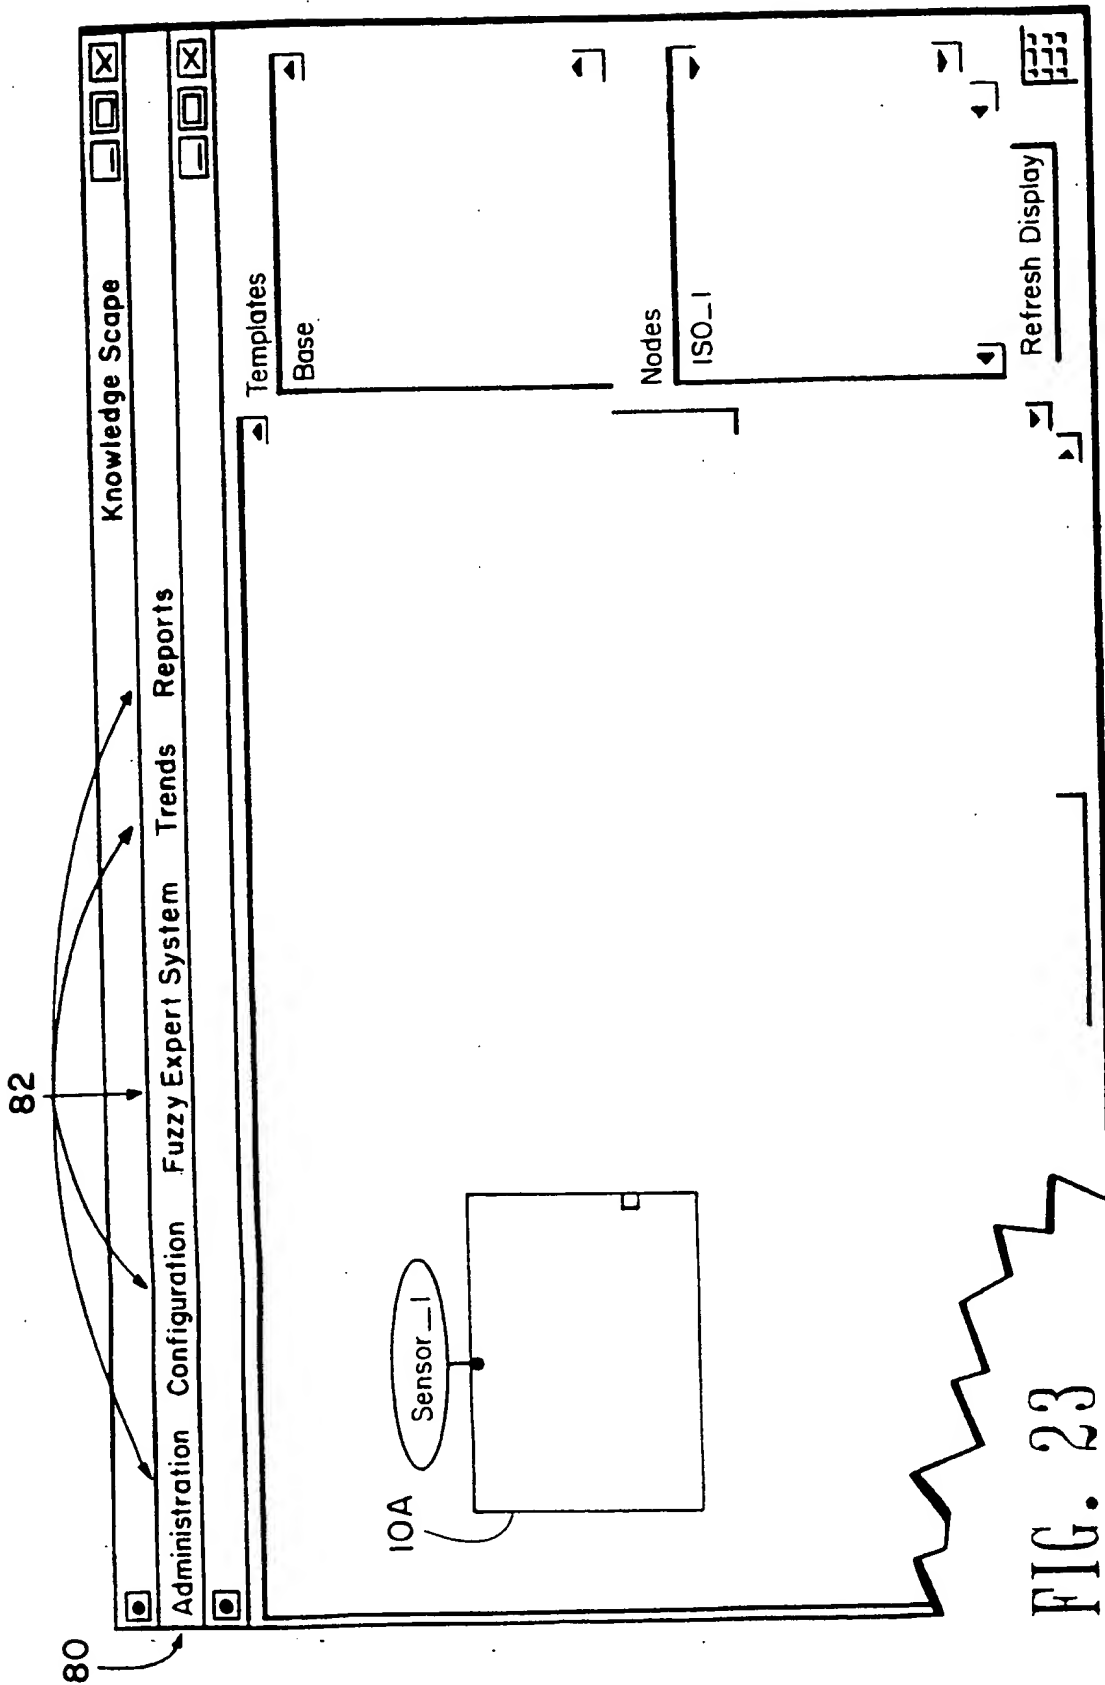 82
80
Knowledge Scape
Administration Configuration Fuzzy Expert System Trends Reports
Templates
Base
Sensor_1
10A
Nodes
ISO_1
Refresh Display
FIG. 23